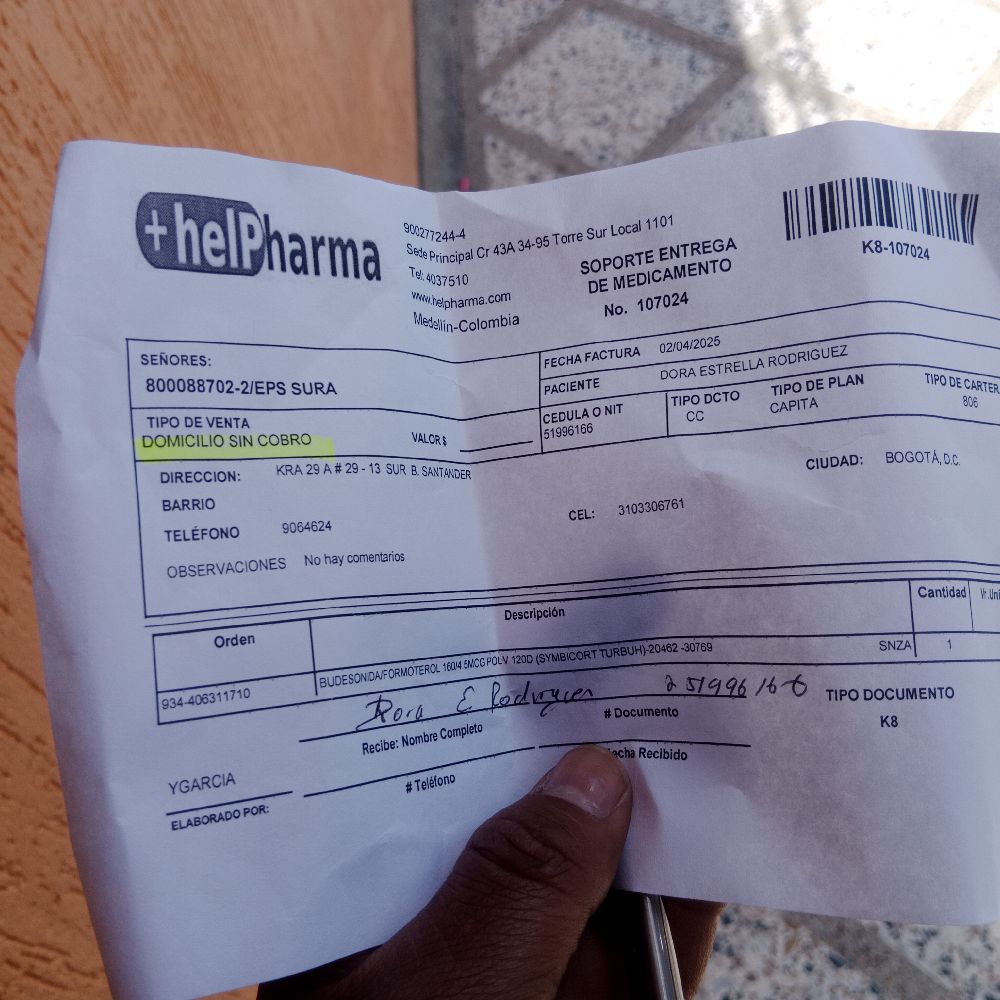 +helPharma
900277244-4
Sede Principal Cr 43A 34-95 Torre Sur Local 1101
Tel: 4037510
www.helpharma.com
Medellín-Colombia
SOPORTE ENTREGA
DE MEDICAMENTO
No. 107024
K8-107024
SEÑORES:
800088702-2/EPS SURA
FECHA FACTURA 02/04/2025
PACIENTE DORA ESTRELLA RODRIGUEZ
TIPO DE VENTA
DOMICILIO SIN COBRO VALOR $
CEDULA O NIT
51996166
TIPO DCTO
CC
TIPO DE PLAN
CAPITA
TIPO DE CARTER
806
DIRECCION: KRA 29 A # 29 - 13 SUR B. SANTANDER
CIUDAD: BOGOTÁ, D.C.
BARRIO
TELÉFONO 9064624
CEL: 3103306761
OBSERVACIONES No hay comentarios
Orden Descripción Cantidad
934-406311710 BUDESONIDA/FORMOTEROL 160/4.5MCG POLV 120D (SYMBICORT TURBUH)-20462 -30769 SNZA 1
Dora E Rodriguez 51996166
Recibe: Nombre Completo # Documento
TIPO DOCUMENTO
K8
YGARCIA
ELABORADO POR:
# Teléfono
echa Recibido